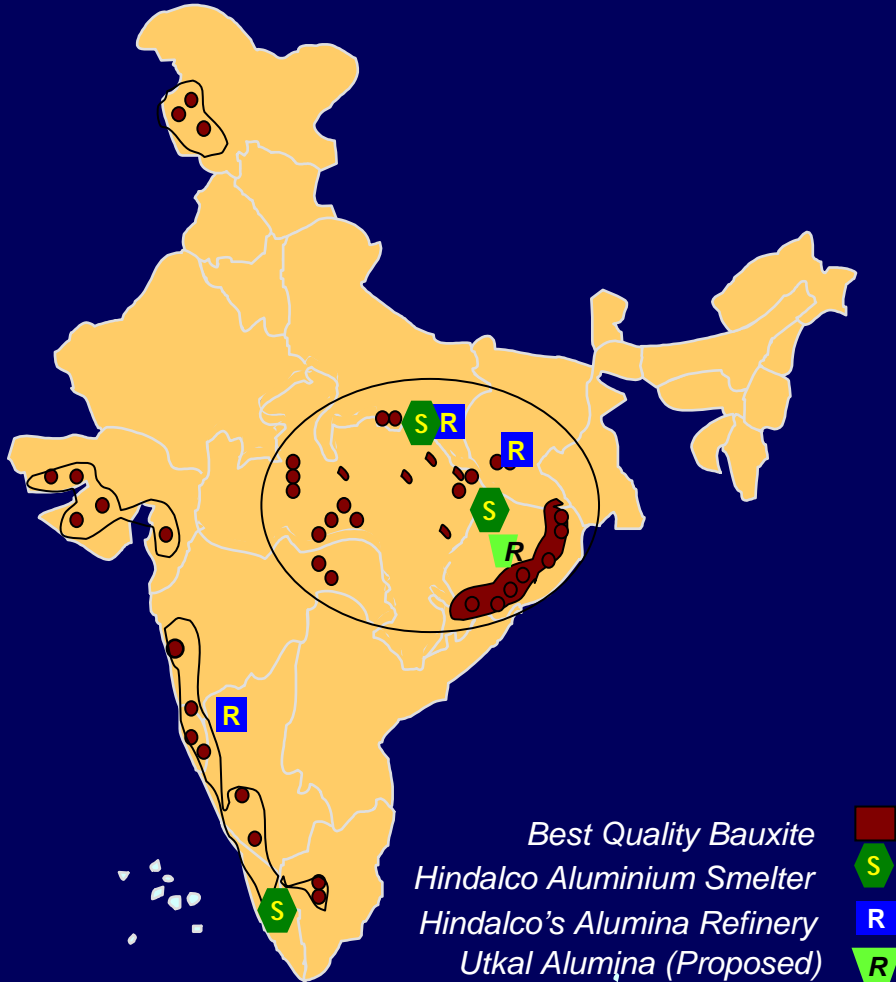 S R
R
S
R
R
S
Best Quality Bauxite
Hindalco Aluminium Smelter S
Hindalco's Alumina Refinery R
Utkal Alumina (Proposed) R